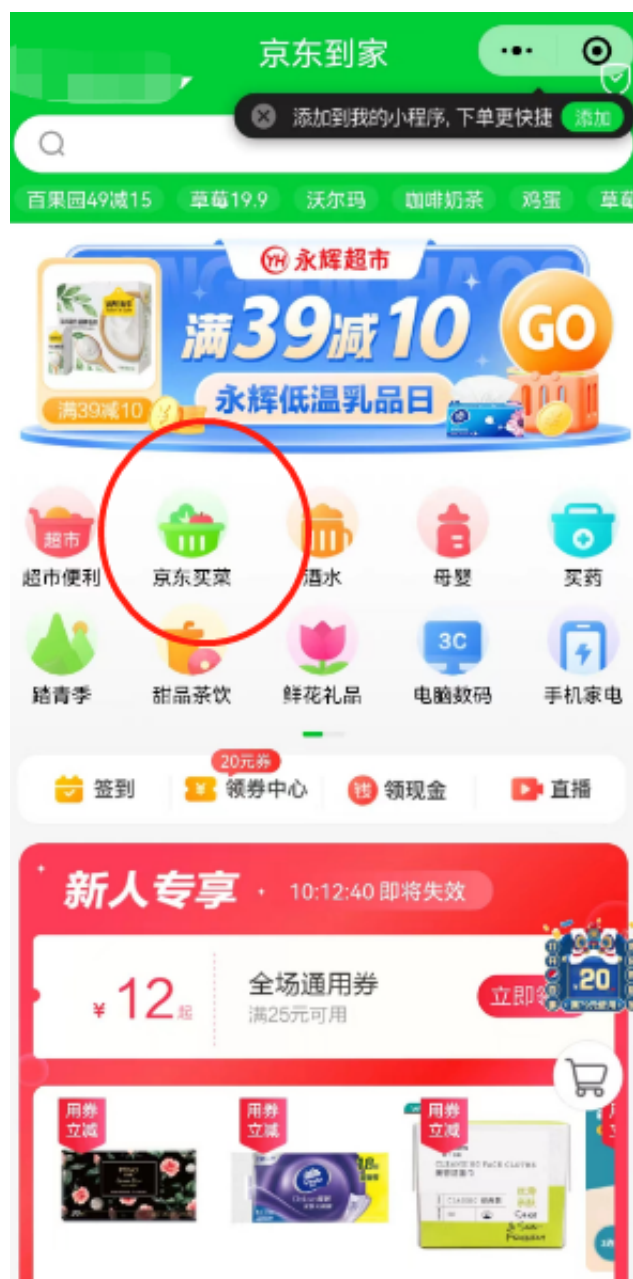 京东到家
添加到我的小程序, 下单更快捷 添加
百果园49减15 草莓19.9 沃尔玛 咖啡奶茶 鸡蛋 草莓
YH 永辉超市
满39减10 GO
满39减10 永辉低温乳品日
超市
超市便利 京东买菜 酒水 母婴 买药
3C
踏青季 甜品茶饮 鲜花礼品 电脑数码 手机家电
20元券
签到 领券中心 钱 领现金 直播
新人专享 · 10:12:40 即将失效
¥ 12 起 全场通用券 立即
满25元可用
20
用券 用券 用券
立减 立减 立减